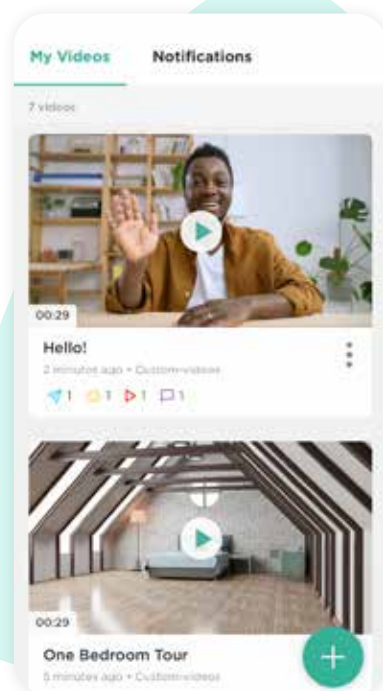 My Videos Notifications
7 videos
00:29
Hello!
2 minutes ago • Custom-videos
1 1 1 1
00:29
One Bedroom Tour
5 minutes ago • Custom-videos